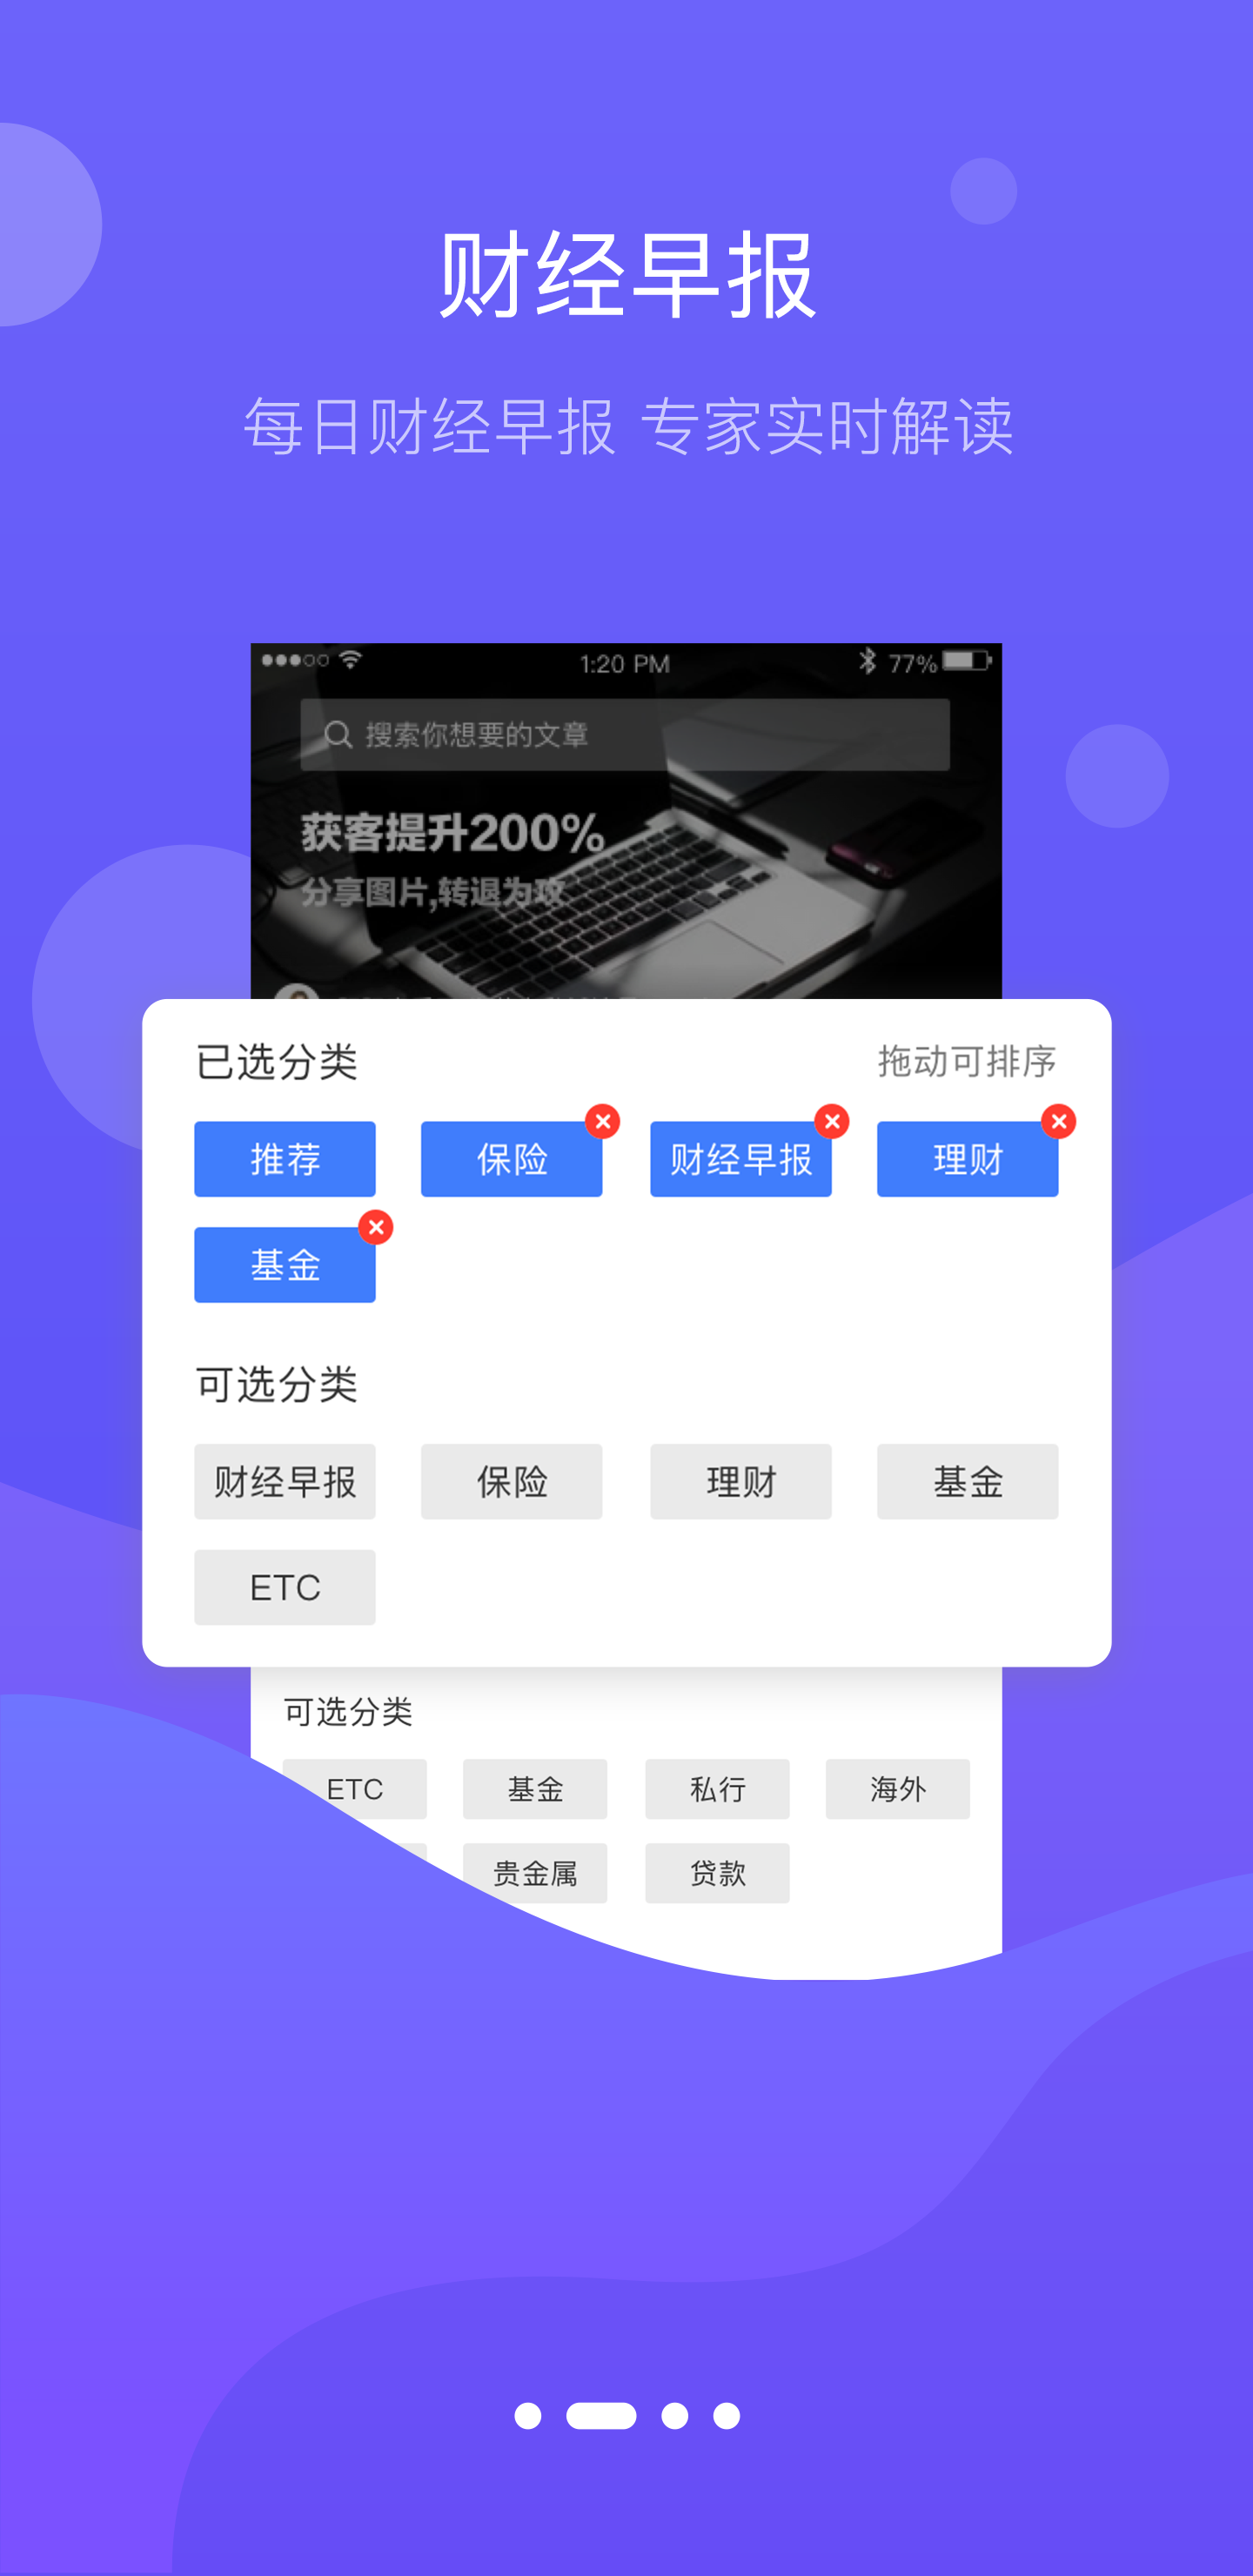 财经早报
每日财经早报 专家实时解读
1:20 PM 77%
搜索你想要的文章
获客提升200%
分享图片,转退为攻
已选分类 拖动可排序
推荐 保险 财经早报 理财
基金
可选分类
财经早报 保险 理财 基金
ETC
可选分类
ETC 基金 私行 海外
贵金属 贷款